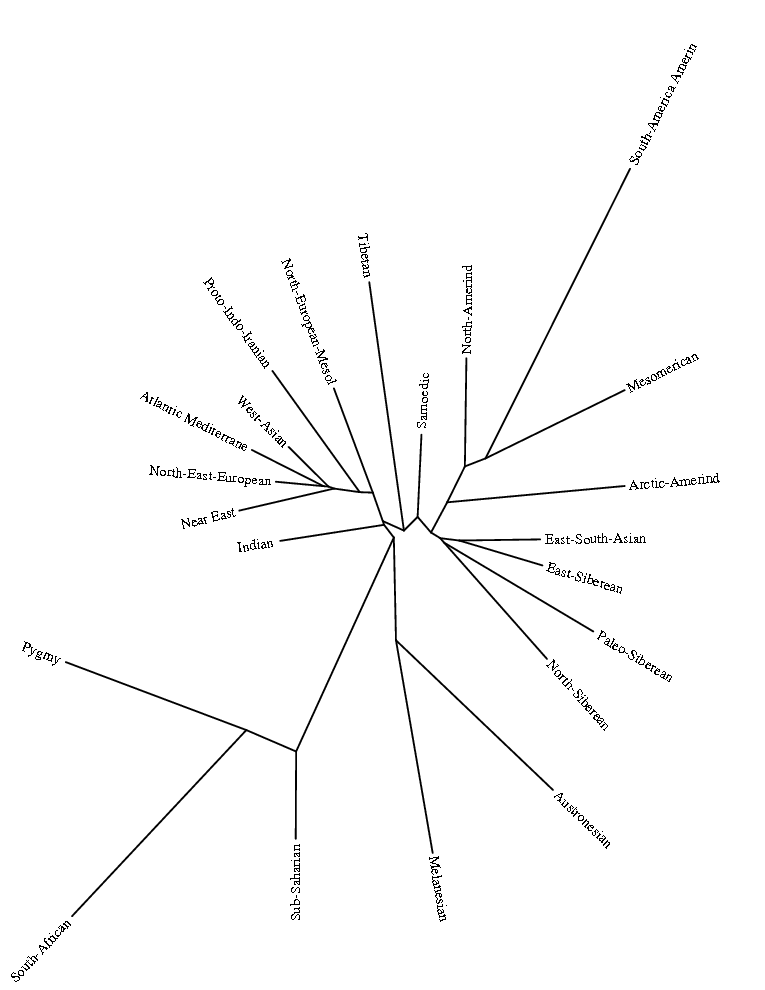 South-America Amerin
Tibetan
North-European-Mesol
North-Amerind
Proto-Indo-Iranian
Mesomerican
Samoedic
West-Asian
Atlantic Mediterrane
North-East-European
Arctic-Amerind
Near East
East-South-Asian
Indian
East-Siberean
Paleo-Siberean
Pygmy
North-Siberean
Austronesian
Sub-Saharian
Melanesian
South-African